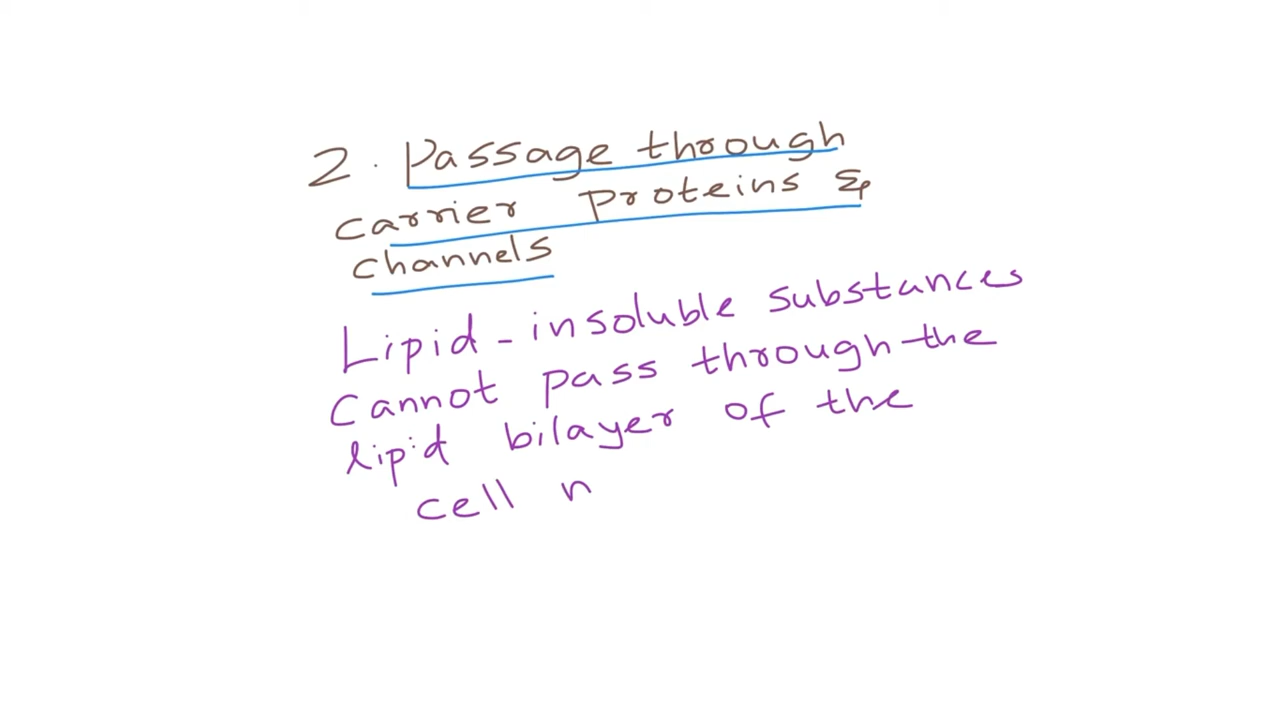 2. Passage through
carrier proteins &
channels
Lipid-insoluble substances
cannot pass through the
lipid bilayer of the
cell n